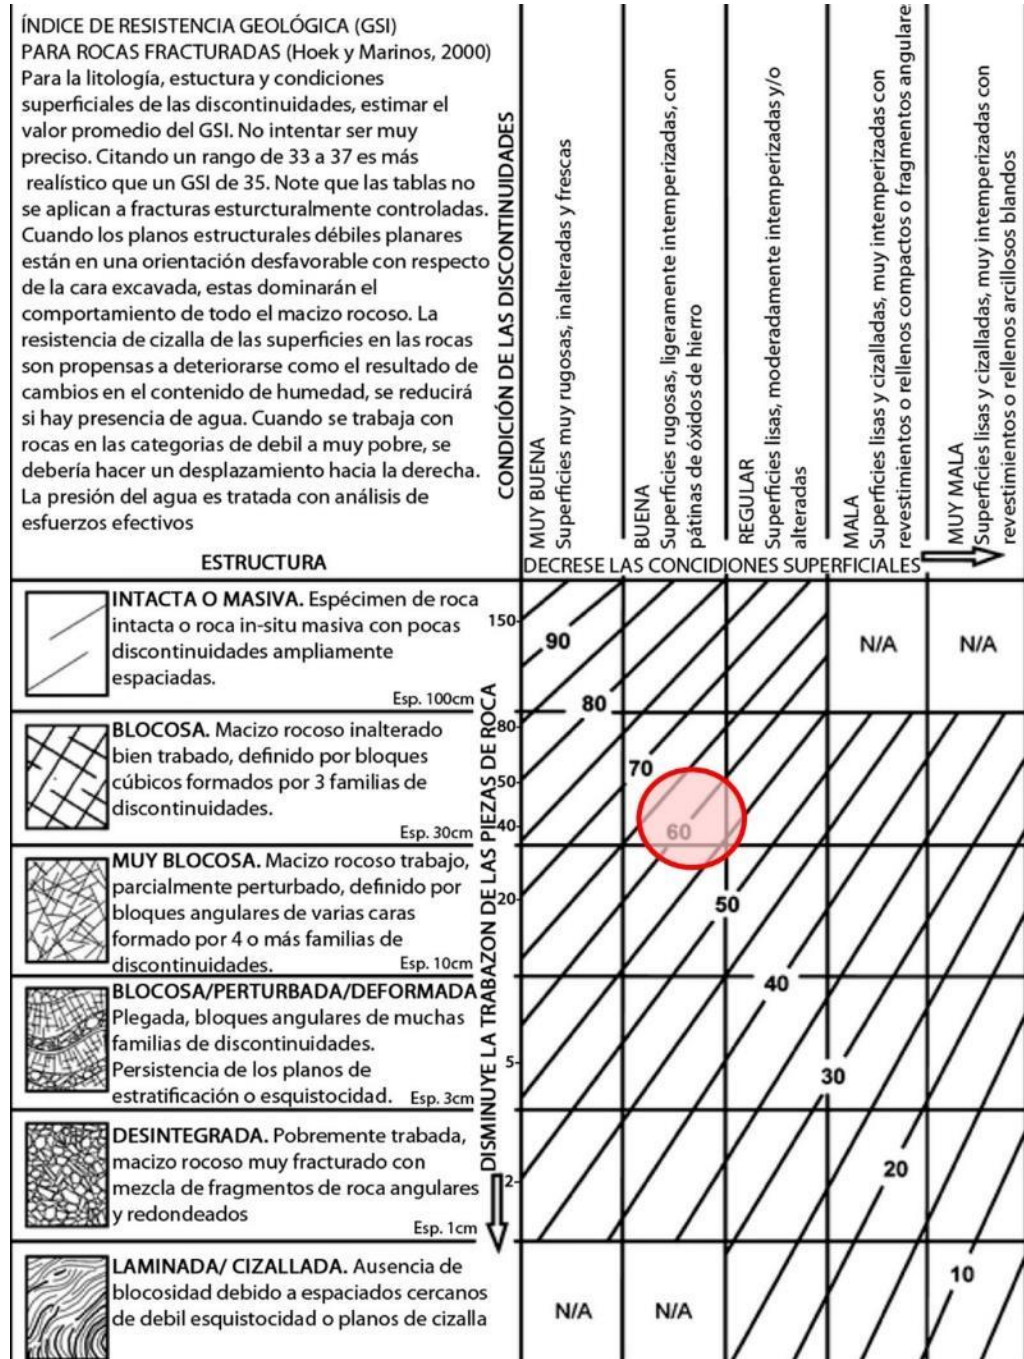 ÍNDICE DE RESISTENCIA GEOLÓGICA (GSI)
PARA ROCAS FRACTURADAS (Hoek y Marinos, 2000)
Para la litología, estuctura y condiciones
superficiales de las discontinuidades, estimar el
valor promedio del GSI. No intentar ser muy
preciso. Citando un rango de 33 a 37 es más
realístico que un GSI de 35. Note que las tablas no
se aplican a fracturas esturcturalmente controladas.
Cuando los planos estructurales débiles planares
están en una orientación desfavorable con respecto
de la cara excavada, estas dominarán el
comportamiento de todo el macizo rocoso. La
resistencia de cizalla de las superficies en las rocas
son propensas a deteriorarse como el resultado de
cambios en el contenido de humedad, se reducirá
si hay presencia de agua. Cuando se trabaja con
rocas en las categorias de debil a muy pobre, se
debería hacer un desplazamiento hacia la derecha.
La presión del agua es tratada con análisis de
esfuerzos efectivos
CONDICIÓN DE LAS DISCONTINUIDADES
MUY BUENA
Superficies muy rugosas, inalteradas y frescas
BUENA
Superficies rugosas, ligeramente intemperizadas, con
pátinas de óxidos de hierro
REGULAR
Superficies lisas, moderadamente intemperizadas y/o
alteradas
MALA
Superficies lisas y cizalladas, muy intemperizadas con
revestimientos o rellenos compactos o fragmentos angulare
MUY MALA
Superficies lisas y cizalladas, muy intemperizadas con
revestimientos o rellenos arcillosos blandos
ESTRUCTURA
DECRESE LAS CONCIDIONES SUPERFICIALES
INTACTA O MASIVA. Espécimen de roca
intacta o roca in-situ masiva con pocas
discontinuidades ampliamente
espaciadas.
Esp. 100cm
BLOCOSA. Macizo rocoso inalterado
bien trabado, definido por bloques
cúbicos formados por 3 familias de
discontinuidades.
Esp. 30cm
MUY BLOCOSA. Macizo rocoso trabajo,
parcialmente perturbado, definido por
bloques angulares de varias caras
formado por 4 o más familias de
discontinuidades.
Esp. 10cm
BLOCOSA/PERTURBADA/DEFORMADA
Plegada, bloques angulares de muchas
familias de discontinuidades.
Persistencia de los planos de
estratificación o esquistocidad.
Esp. 3cm
DESINTEGRADA. Pobremente trabada,
macizo rocoso muy fracturado con
mezcla de fragmentos de roca angulares
y redondeados
Esp. 1cm
LAMINADA/ CIZALLADA. Ausencia de
blocosidad debido a espaciados cercanos
de debil esquistocidad o planos de cizalla
DISMINUYE LA TRABAZON DE LAS PIEZAS DE ROCA
150
80
50
40
20
5
2
90
80
70
60
50
40
30
20
10
N/A
N/A
N/A
N/A